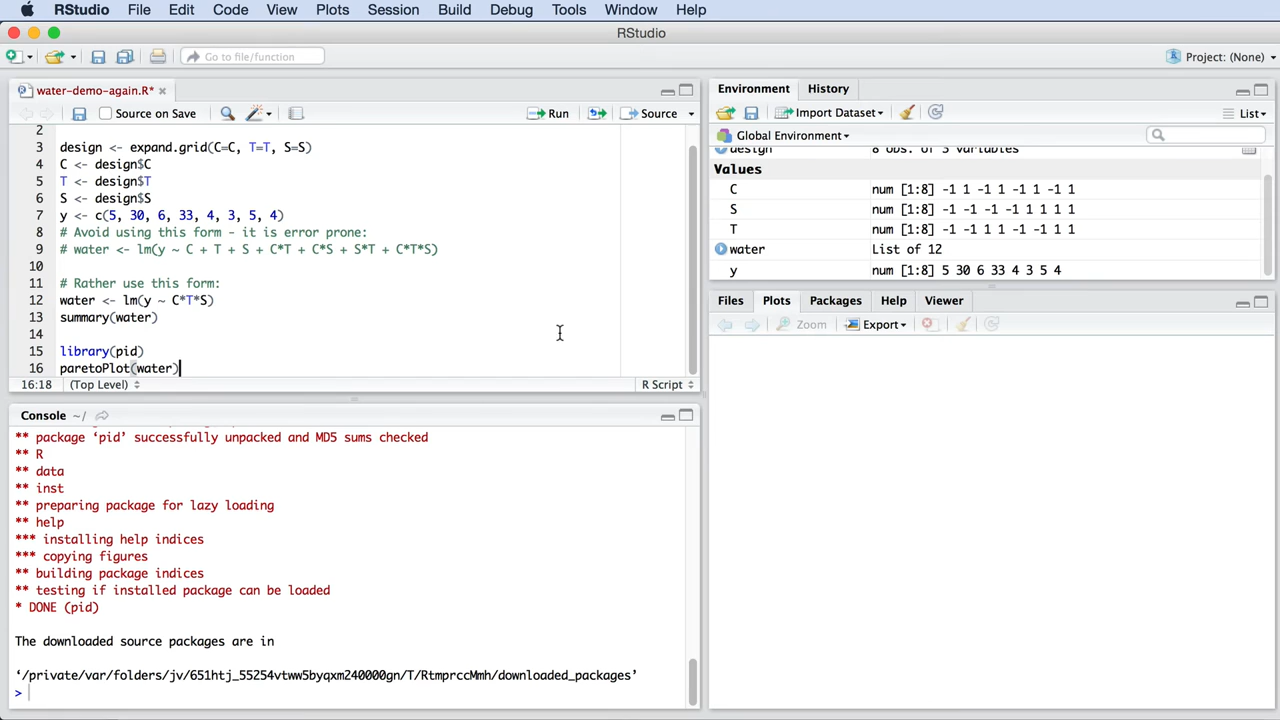 RStudio File Edit Code View Plots Session Build Debug Tools Window Help
RStudio
Go to file/function
Project: (None)
water-demo-again.R*
Source on Save
Run
Source
2
3 design <- expand.grid(C=C, T=T, S=S)
4 C <- design$C
5 T <- design$T
6 S <- design$S
7 y <- c(5, 30, 6, 33, 4, 3, 5, 4)
8 # Avoid using this form - it is error prone:
9 # water <- lm(y ~ C + T + S + C*T + C*S + S*T + C*T*S)
10
11 # Rather use this form:
12 water <- lm(y ~ C*T*S)
13 summary(water)
14
15 library(pid)
16 paretoPlot(water)
16:18 (Top Level) R Script
Console ~/
** package ‘pid’ successfully unpacked and MD5 sums checked
** R
** data
** inst
** preparing package for lazy loading
** help
*** installing help indices
*** copying figures
** building package indices
** testing if installed package can be loaded
* DONE (pid)
The downloaded source packages are in
‘/private/var/folders/jv/651htj_55254vtww5byqxm240000gn/T/RtmprccMmh/downloaded_packages’
>
Environment History
Import Dataset List
Global Environment
design 8 obs. of 3 variables
Values
C num [1:8] -1 1 -1 1 -1 1 -1 1
S num [1:8] -1 -1 -1 -1 1 1 1 1
T num [1:8] -1 -1 1 1 -1 -1 1 1
water List of 12
y num [1:8] 5 30 6 33 4 3 5 4
Files Plots Packages Help Viewer
Zoom Export